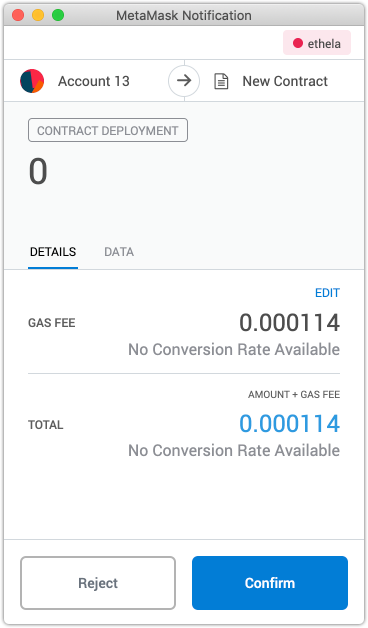 MetaMask Notification
ethela
Account 13
New Contract
CONTRACT DEPLOYMENT
0
DETAILS DATA
EDIT
GAS FEE 0.000114
No Conversion Rate Available
AMOUNT + GAS FEE
TOTAL 0.000114
No Conversion Rate Available
Reject Confirm